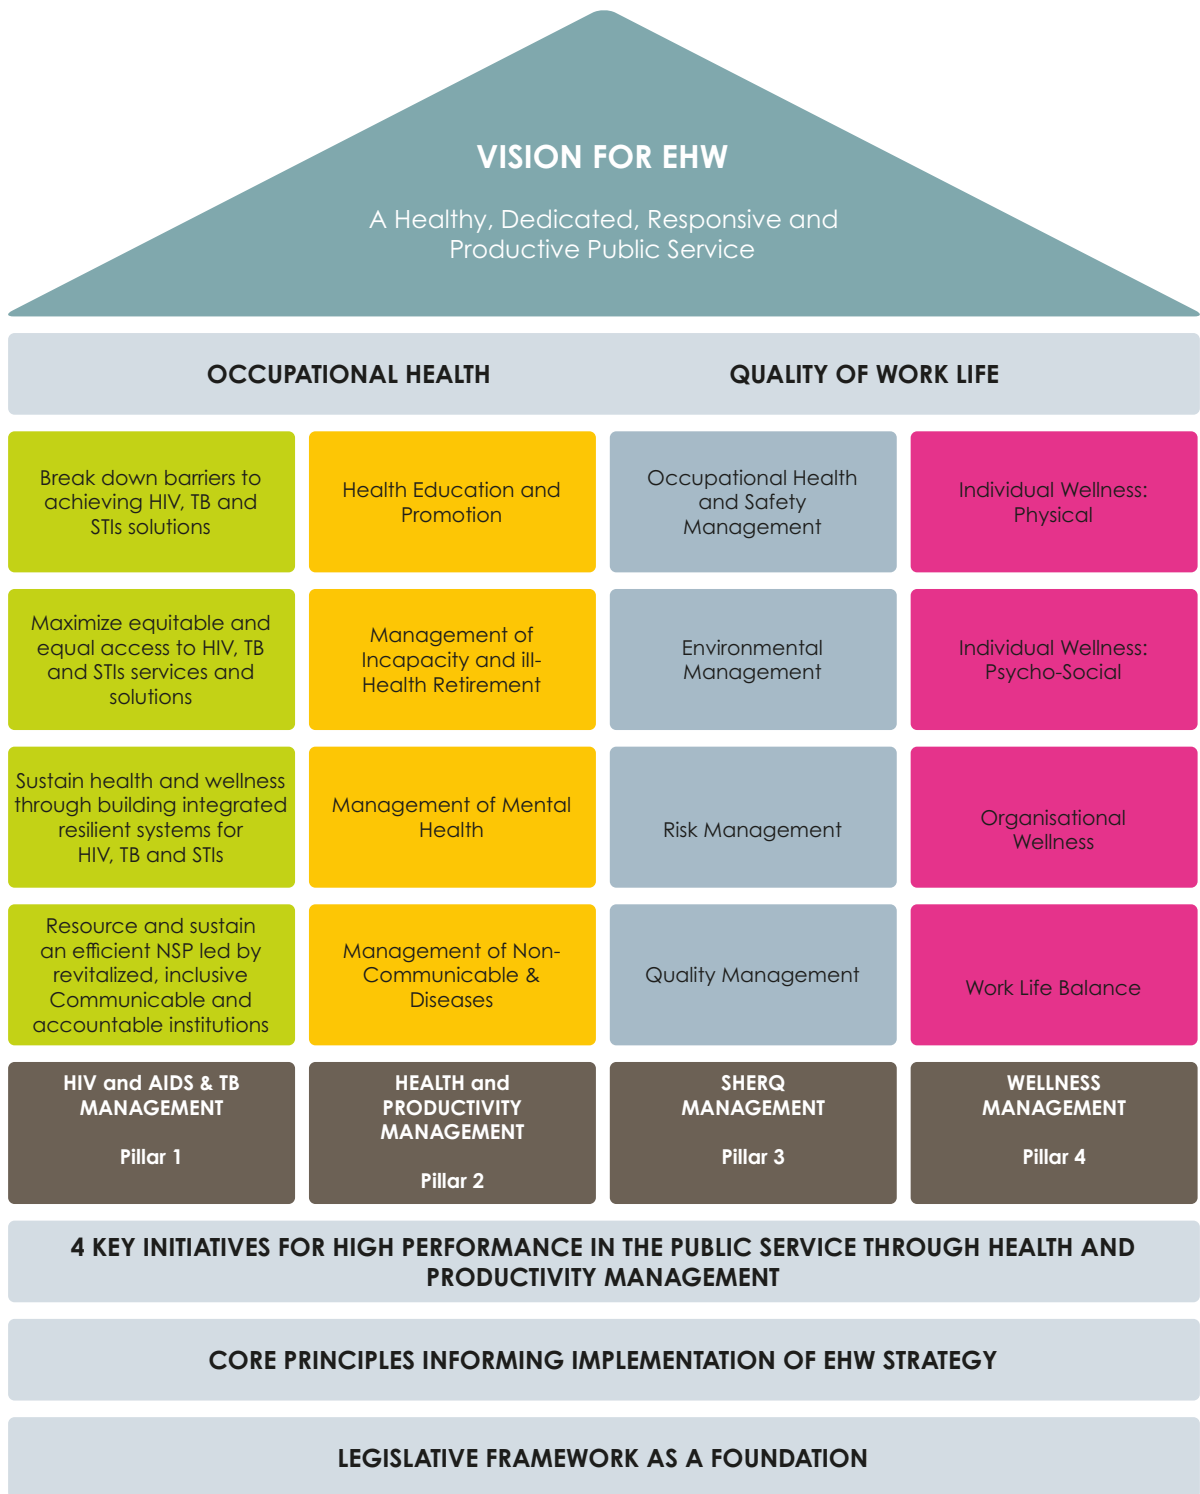 VISION FOR EHW
A Healthy, Dedicated, Responsive and
Productive Public Service
OCCUPATIONAL HEALTH
QUALITY OF WORK LIFE
Break down barriers to
achieving HIV, TB and
STIs solutions
Health Education and
Promotion
Occupational Health
and Safety
Management
Individual Wellness:
Physical
Maximize equitable and
equal access to HIV, TB
and STIs services and
solutions
Management of
Incapacity and ill-
Health Retirement
Environmental
Management
Individual Wellness:
Psycho-Social
Sustain health and wellness
through building integrated
resilient systems for
HIV, TB and STIs
Management of Mental
Health
Risk Management
Organisational
Wellness
Resource and sustain
an efficient NSP led by
revitalized, inclusive
Communicable and
accountable institutions
Management of Non-
Communicable &
Diseases
Quality Management
Work Life Balance
HIV and AIDS & TB
MANAGEMENT
Pillar 1
HEALTH and
PRODUCTIVITY
MANAGEMENT
Pillar 2
SHERQ
MANAGEMENT
Pillar 3
WELLNESS
MANAGEMENT
Pillar 4
4 KEY INITIATIVES FOR HIGH PERFORMANCE IN THE PUBLIC SERVICE THROUGH HEALTH AND
PRODUCTIVITY MANAGEMENT
CORE PRINCIPLES INFORMING IMPLEMENTATION OF EHW STRATEGY
LEGISLATIVE FRAMEWORK AS A FOUNDATION